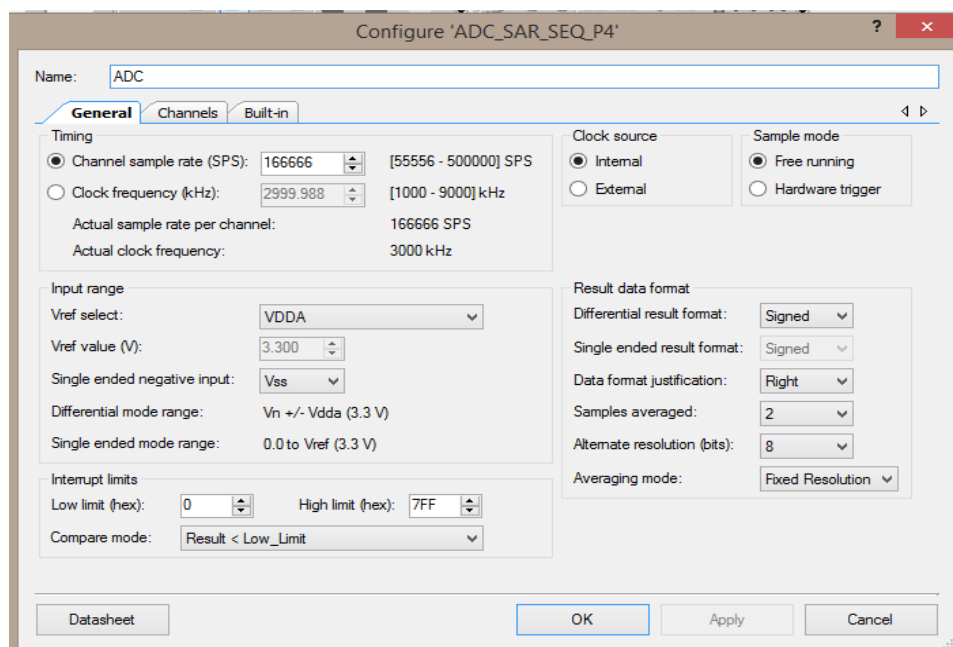 Configure 'ADC_SAR_SEQ_P4'
?
Name: ADC
General Channels Built-in
Timing
Channel sample rate (SPS): 166666 [55556 - 500000] SPS
Clock frequency (kHz): 2999.988 [1000 - 9000] kHz
Actual sample rate per channel: 166666 SPS
Actual clock frequency: 3000 kHz
Clock source
Internal
External
Sample mode
Free running
Hardware trigger
Input range
Vref select: VDDA
Vref value (V): 3.300
Single ended negative input: Vss
Differential mode range: Vn +/- Vdda (3.3 V)
Single ended mode range: 0.0 to Vref (3.3 V)
Result data format
Differential result format: Signed
Single ended result format: Signed
Data format justification: Right
Samples averaged: 2
Alternate resolution (bits): 8
Averaging mode: Fixed Resolution
Interrupt limits
Low limit (hex): 0 High limit (hex): 7FF
Compare mode: Result < Low_Limit
Datasheet OK Apply Cancel